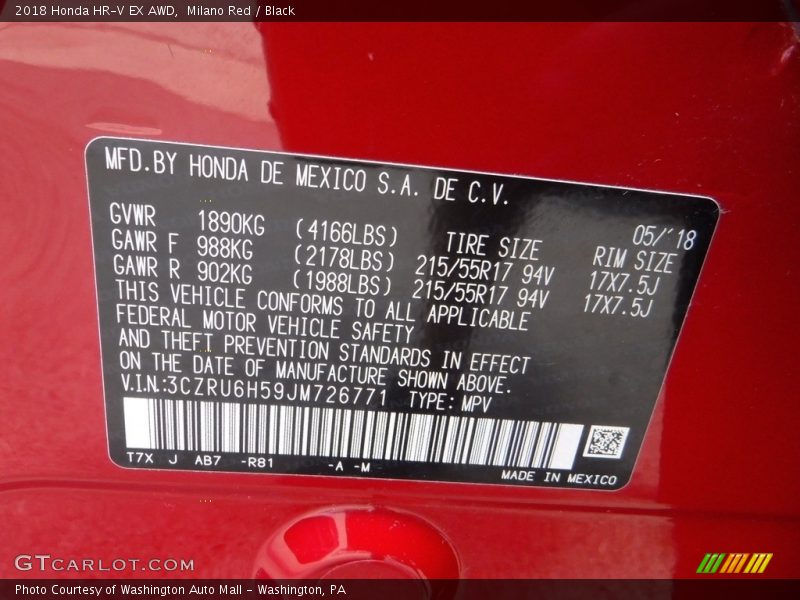 2018 Honda HR-V EX AWD, Milano Red / Black
MFD.BY HONDA DE MEXICO S.A. DE C.V.
05/'18
GVWR 1890KG (4166LBS) TIRE SIZE RIM SIZE
GAWR F 988KG (2178LBS) 215/55R17 94V 17X7.5J
GAWR R 902KG (1988LBS) 215/55R17 94V 17X7.5J
THIS VEHICLE CONFORMS TO ALL APPLICABLE
FEDERAL MOTOR VEHICLE SAFETY
AND THEFT PREVENTION STANDARDS IN EFFECT
ON THE DATE OF MANUFACTURE SHOWN ABOVE.
V.I.N.:3CZRU6H59JM726771 TYPE: MPV
T7X J AB7 -R81 -A -M
MADE IN MEXICO
GTCARLOT.COM
Photo Courtesy of Washington Auto Mall - Washington, PA